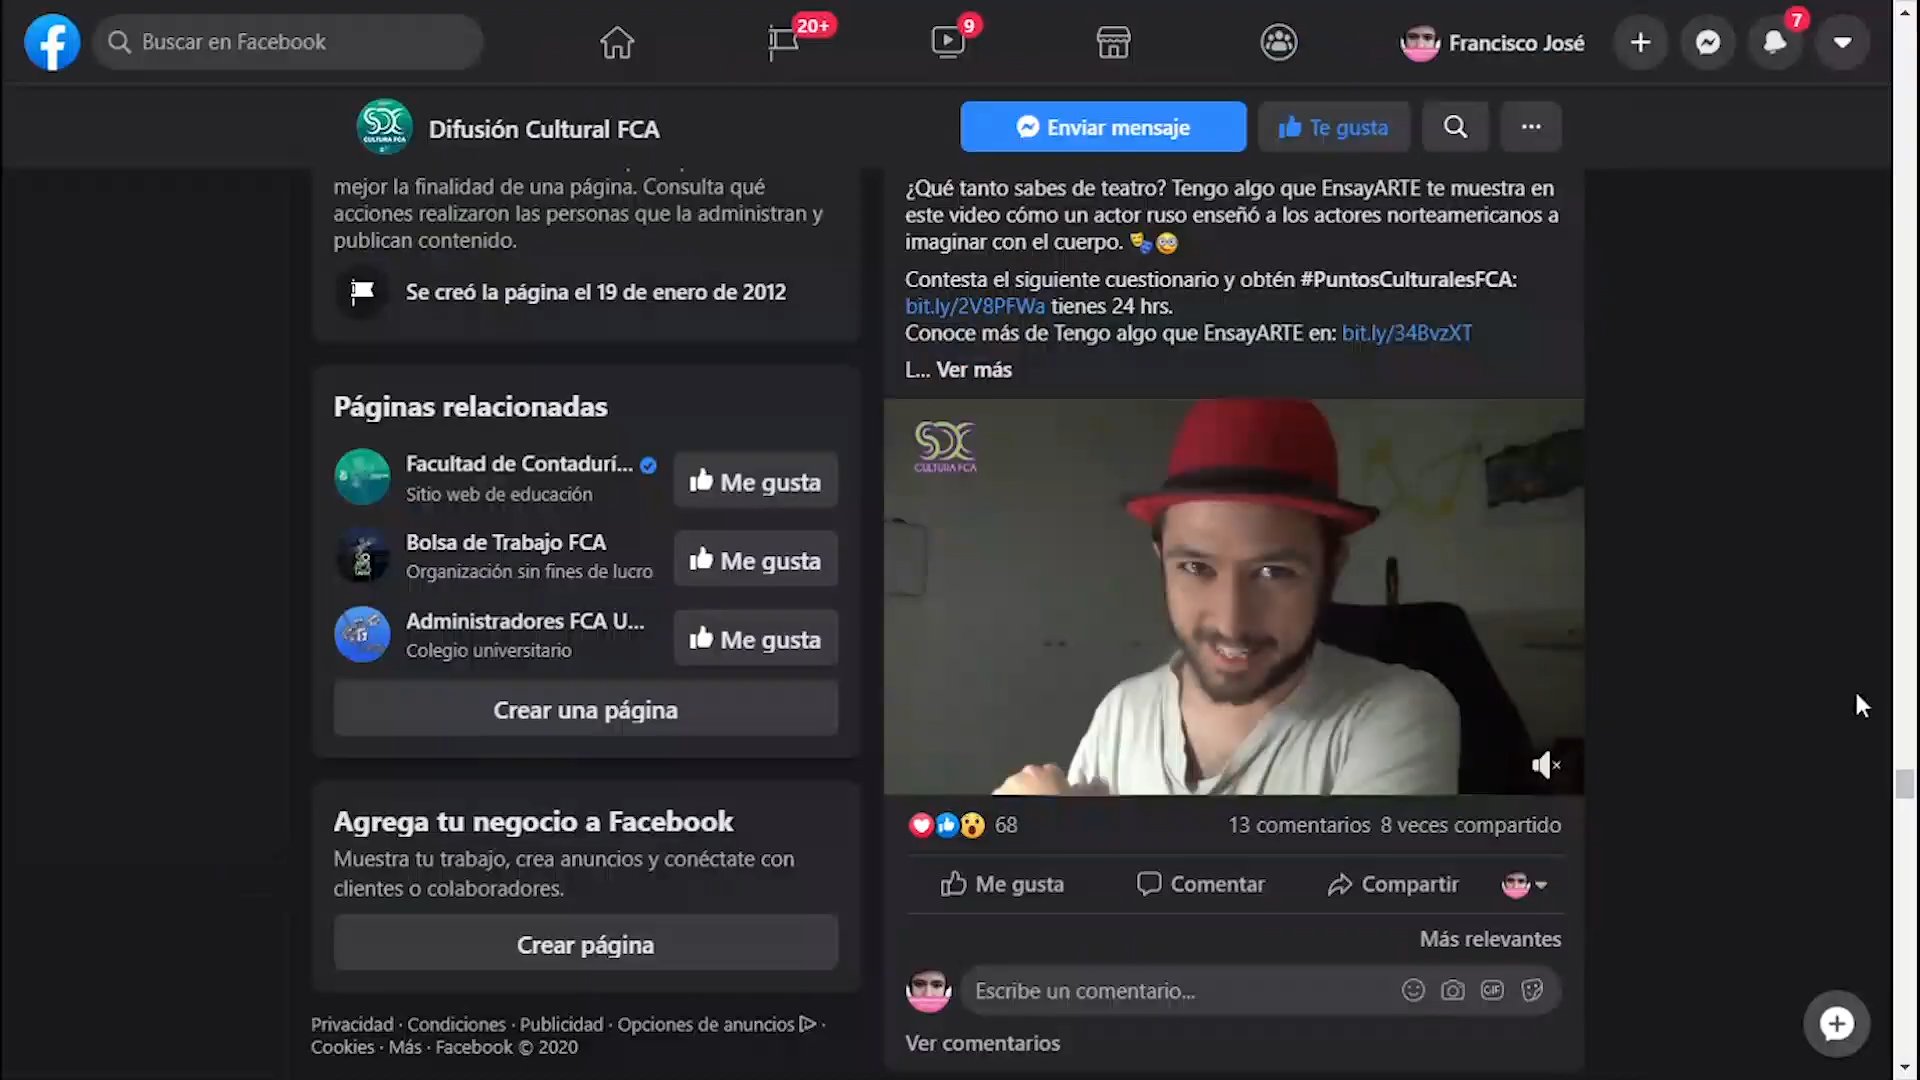 Buscar en Facebook
20+
9
Francisco José
7
SDC
CULTURA FCA
Difusión Cultural FCA
Enviar mensaje
Te gusta
mejor la finalidad de una página. Consulta qué
acciones realizaron las personas que la administran y
publican contenido.
Se creó la página el 19 de enero de 2012
Páginas relacionadas
Facultad de Contadurí...
Sitio web de educación
Me gusta
Bolsa de Trabajo FCA
Organización sin fines de lucro
Me gusta
Administradores FCA U...
Colegio universitario
Me gusta
Crear una página
Agrega tu negocio a Facebook
Muestra tu trabajo, crea anuncios y conéctate con
clientes o colaboradores.
Crear página
Privacidad · Condiciones · Publicidad · Opciones de anuncios ·
Cookies · Más · Facebook © 2020
¿Qué tanto sabes de teatro? Tengo algo que EnsayARTE te muestra en
este video cómo un actor ruso enseñó a los actores norteamericanos a
imaginar con el cuerpo. 🎭🧐
Contesta el siguiente cuestionario y obtén #PuntosCulturalesFCA:
bit.ly/2V8PFWa tienes 24 hrs.
Conoce más de Tengo algo que EnsayARTE en: bit.ly/34BvzXT
L... Ver más
SDC
CULTURA FCA
68
13 comentarios 8 veces compartido
Me gusta
Comentar
Compartir
Más relevantes
Escribe un comentario...
GIF
Ver comentarios